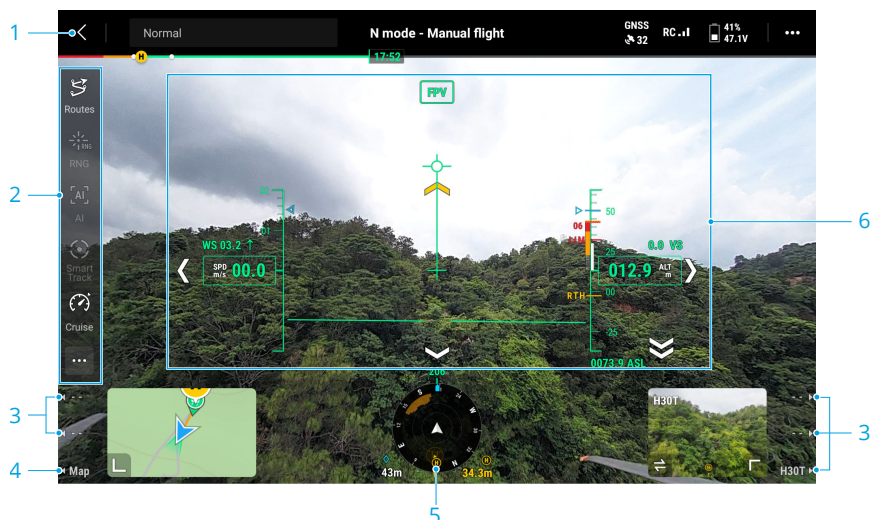 1
Normal
N mode - Manual flight
GNSS
32
RC
41%
47.1V
H
17:52
2
Routes
RNG
RNG
AI
AI
Smart
Track
Cruise
FPV
6
WS 03.2 ↑
SPD
m/s
00.0
06
LIM
50
25
00
-25
RTH
0.0 VS
012.9
ALT
m
0073.9 ASL
206
3
--
--
4
Map
S
W
N
E
43m
H
H
34.3m
5
H30T
--
--
3
H30T